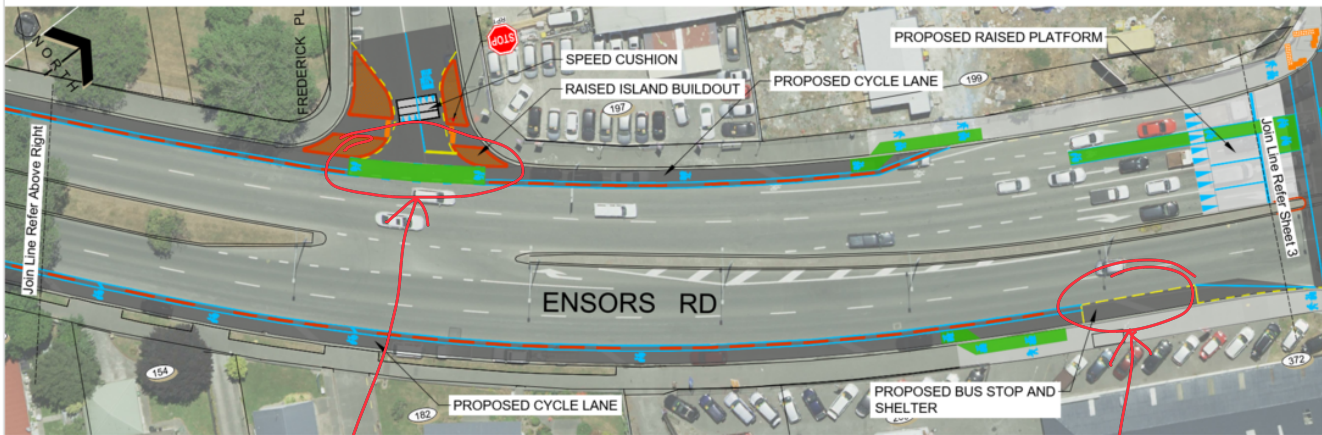 NORTH
FREDERICK PL
STOP
SPEED CUSHION
RAISED ISLAND BUILDOUT
197
PROPOSED CYCLE LANE
PROPOSED RAISED PLATFORM
199
Join Line Refer Above Right
Join Line Refer Sheet 3
ENSORS RD
154
182
PROPOSED CYCLE LANE
PROPOSED BUS STOP AND
SHELTER
372